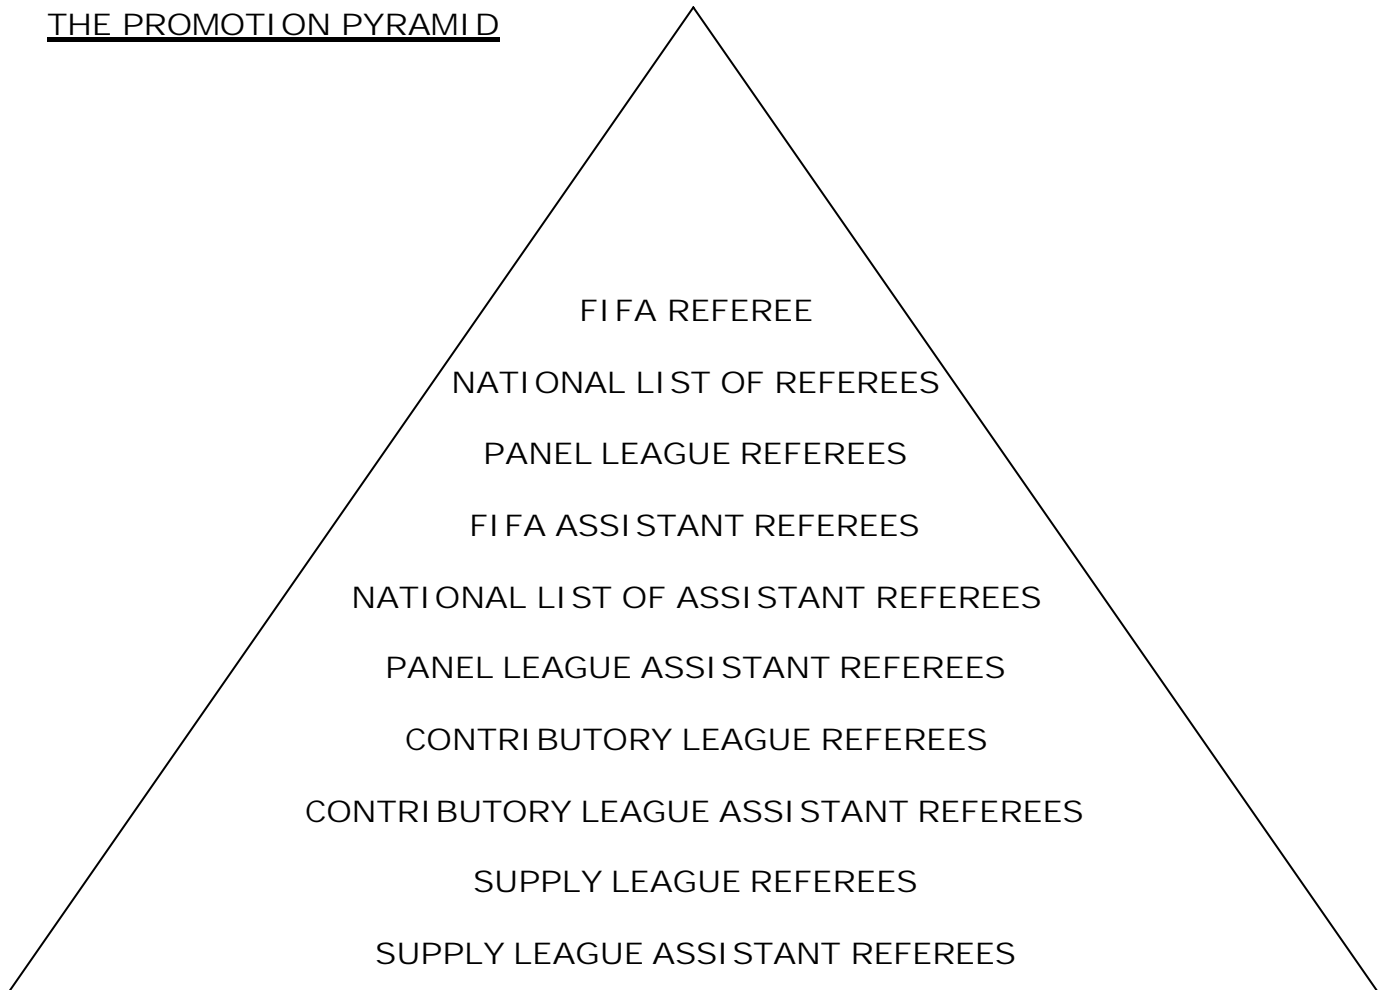 THE PROMOTION PYRAMID
FIFA REFEREE
NATIONAL LIST OF REFEREES
PANEL LEAGUE REFEREES
FIFA ASSISTANT REFEREES
NATIONAL LIST OF ASSISTANT REFEREES
PANEL LEAGUE ASSISTANT REFEREES
CONTRIBUTORY LEAGUE REFEREES
CONTRIBUTORY LEAGUE ASSISTANT REFEREES
SUPPLY LEAGUE REFEREES
SUPPLY LEAGUE ASSISTANT REFEREES